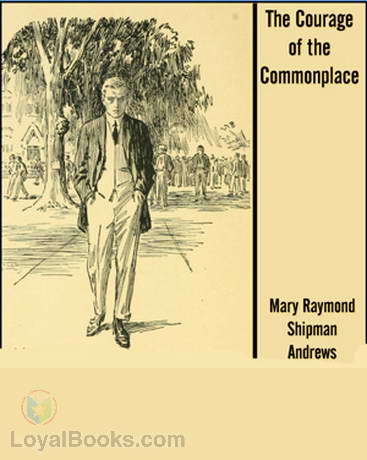 The Courage
of the
Commonplace
Mary Raymond
Shipman
Andrews
LoyalBooks.com